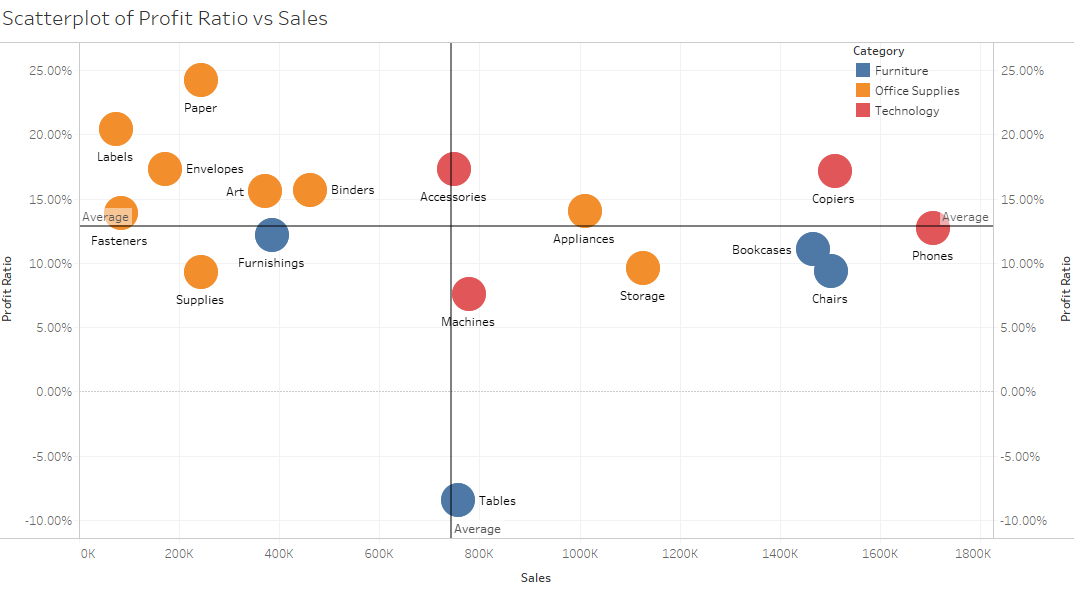 Scatterplot of Profit Ratio vs Sales
Category
Furniture
Office Supplies
Technology
25.00%
20.00%
15.00%
10.00%
5.00%
0.00%
-5.00%
-10.00%
Profit Ratio
Paper
Labels
Envelopes
Art
Binders
Accessories
Copiers
Average
Fasteners
Furnishings
Appliances
Average
Phones
Bookcases
Chairs
Supplies
Storage
Machines
Tables
Average
25.00%
20.00%
15.00%
10.00%
5.00%
0.00%
-5.00%
-10.00%
Profit Ratio
0K 200K 400K 600K 800K 1000K 1200K 1400K 1600K 1800K
Sales